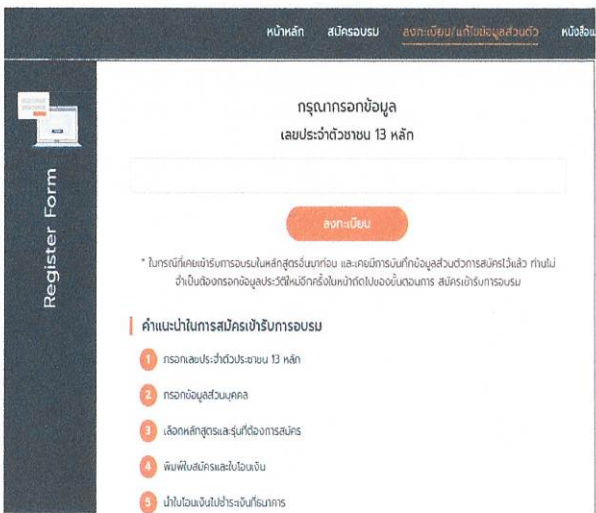 หน้าหลัก สมัครอบรม ลงทะเบียน/แก้ไขข้อมูลส่วนตัว หนังสือแ
Register Form
กรุณากรอกข้อมูล
เลขประจำตัวชาชน 13 หลัก
ลงทะเบียน
* ในกรณีที่เคยเข้ารับการอบรมในหลักสูตรอื่นมาก่อน และเคยมีการบันทึกข้อมูลส่วนตัวการสมัครไว้แล้ว ท่านไม่
จำเป็นต้องกรอกข้อมูลประวัติใหม่อีกครั้งในหน้าถัดไปของขั้นตอนการ สมัครเข้ารับการอบรม
คำแนะนำในการสมัครเข้ารับการอบรม
1 กรอกเลขประจำตัวประชาชน 13 หลัก
2 กรอกข้อมูลส่วนบุคคล
3 เลือกหลักสูตรและรุ่นที่ต้องการสมัคร
4 พิมพ์ใบสมัครและใบโอนเงิน
5 นำใบโอนเงินไปชำระเงินที่ธนาคาร